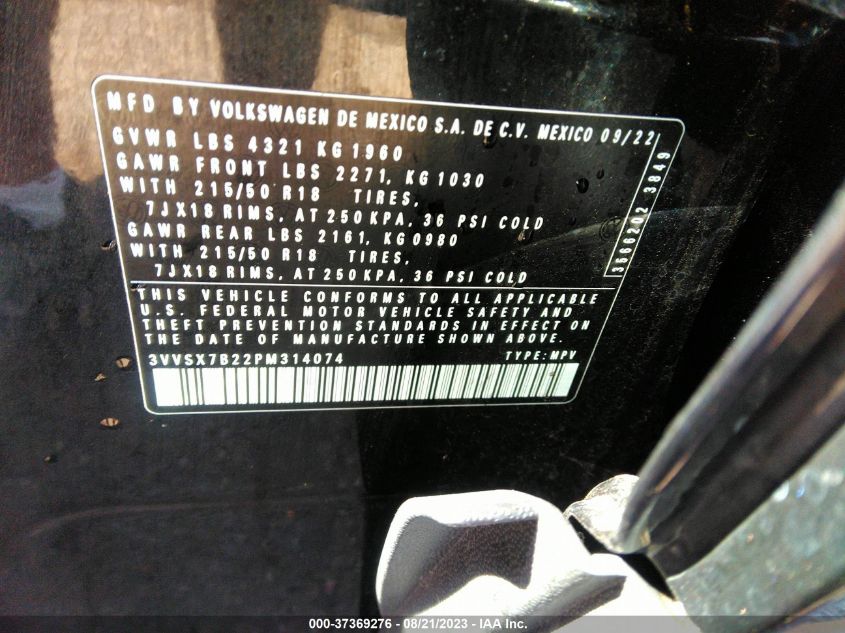 MFD BY VOLKSWAGEN DE MEXICO S.A. DE C.V. MEXICO 09/22
GVWR LBS 4321 KG 1960
GAWR FRONT LBS 2271, KG 1030
WITH 215/50 R18 TIRES,
7JX18 RIMS, AT 250 KPA, 36 PSI COLD
GAWR REAR LBS 2161, KG 0980
WITH 215/50 R18 TIRES,
7JX18 RIMS, AT 250 KPA, 36 PSI COLD
3566202 3849
THIS VEHICLE CONFORMS TO ALL APPLICABLE
U.S. FEDERAL MOTOR VEHICLE SAFETY AND
THEFT PREVENTION STANDARDS IN EFFECT ON
THE DATE OF MANUFACTURE SHOWN ABOVE.
3VVSX7B22PM314074 TYPE:MPV
000-37369276 - 08/21/2023 - IAA Inc.